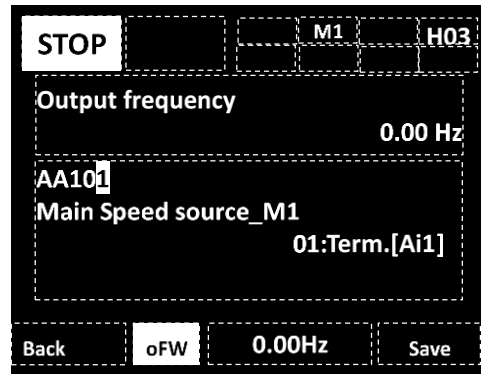 STOP M1 H03
Output frequency
0.00 Hz
AA101
Main Speed source_M1
01:Term.[Ai1]
Back oFW 0.00Hz Save